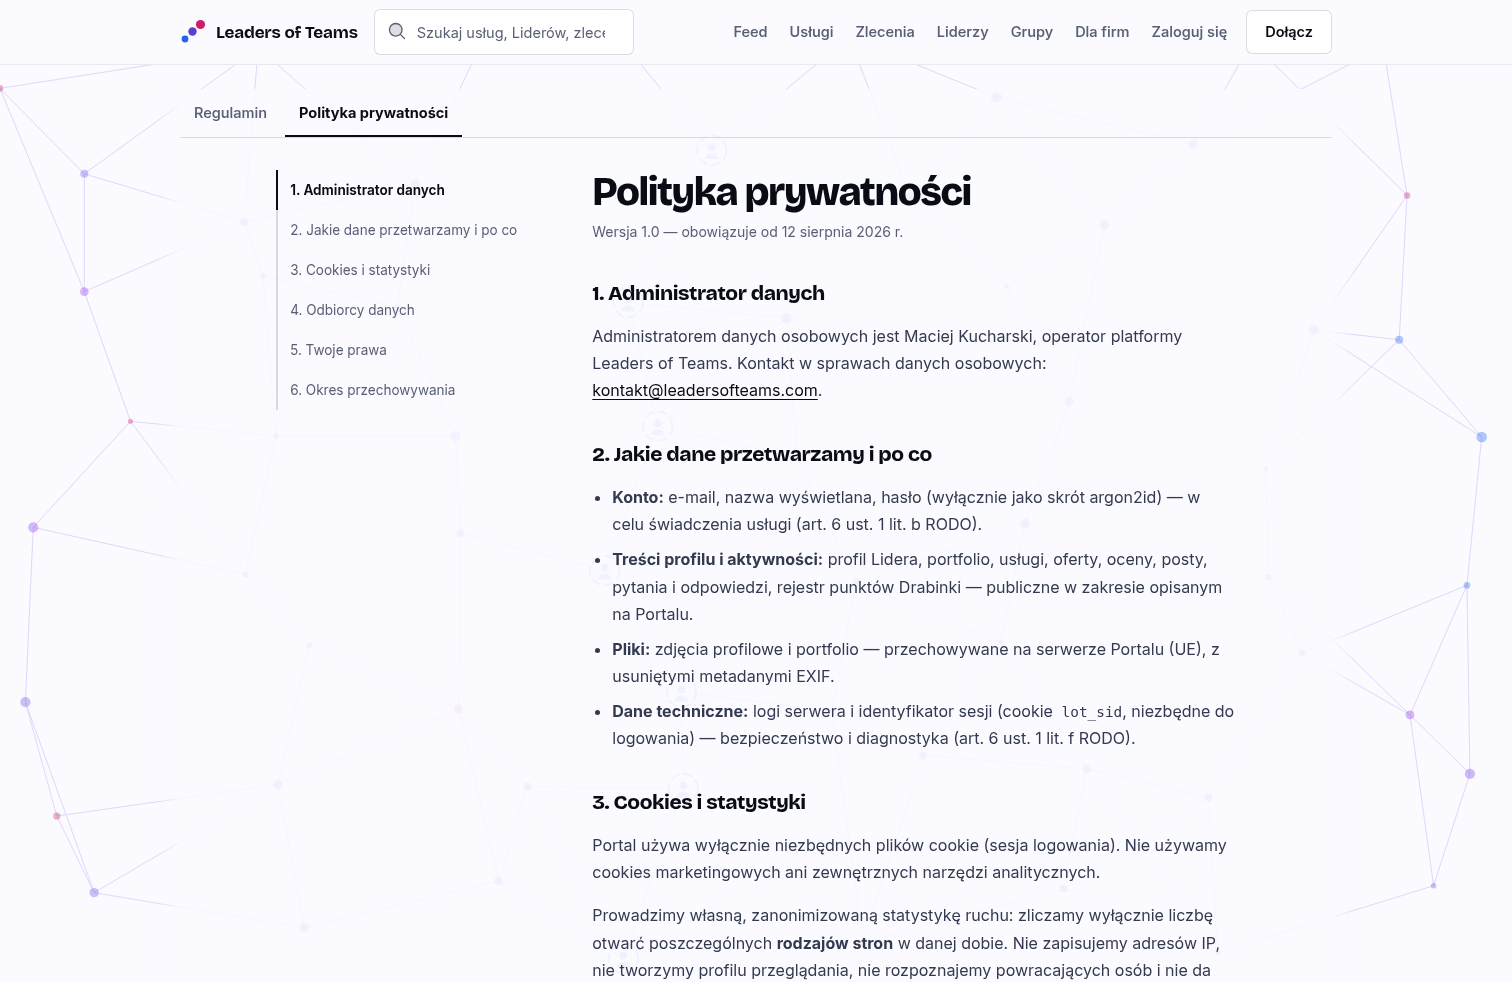 Leaders of Teams
Szukaj usług, Liderów, zlec
Feed
Usługi
Zlecenia
Liderzy
Grupy
Dla firm
Zaloguj się
Dołącz
Regulamin
Polityka prywatności
1. Administrator danych
2. Jakie dane przetwarzamy i po co
3. Cookies i statystyki
4. Odbiorcy danych
5. Twoje prawa
6. Okres przechowywania
Polityka prywatności
Wersja 1.0 — obowiązuje od 12 sierpnia 2026 r.
1. Administrator danych
Administratorem danych osobowych jest Maciej Kucharski, operator platformy
Leaders of Teams. Kontakt w sprawach danych osobowych:
kontakt@leadersofteams.com.
2. Jakie dane przetwarzamy i po co
• Konto: e-mail, nazwa wyświetlana, hasło (wyłącznie jako skrót argon2id) — w
celu świadczenia usługi (art. 6 ust. 1 lit. b RODO).
• Treści profilu i aktywności: profil Lidera, portfolio, usługi, oferty, oceny, posty,
pytania i odpowiedzi, rejestr punktów Drabinki — publiczne w zakresie opisanym
na Portalu.
• Pliki: zdjęcia profilowe i portfolio — przechowywane na serwerze Portalu (UE), z
usuniętymi metadanymi EXIF.
• Dane techniczne: logi serwera i identyfikator sesji (cookie lot_sid, niezbędne do
logowania) — bezpieczeństwo i diagnostyka (art. 6 ust. 1 lit. f RODO).
3. Cookies i statystyki
Portal używa wyłącznie niezbędnych plików cookie (sesja logowania). Nie używamy
cookies marketingowych ani zewnętrznych narzędzi analitycznych.
Prowadzimy własną, zanonimizowaną statystykę ruchu: zliczamy wyłącznie liczbę
otwarć poszczególnych rodzajów stron w danej dobie. Nie zapisujemy adresów IP,
nie tworzymy profilu przeglądania, nie rozpoznajemy powracających osób i nie da